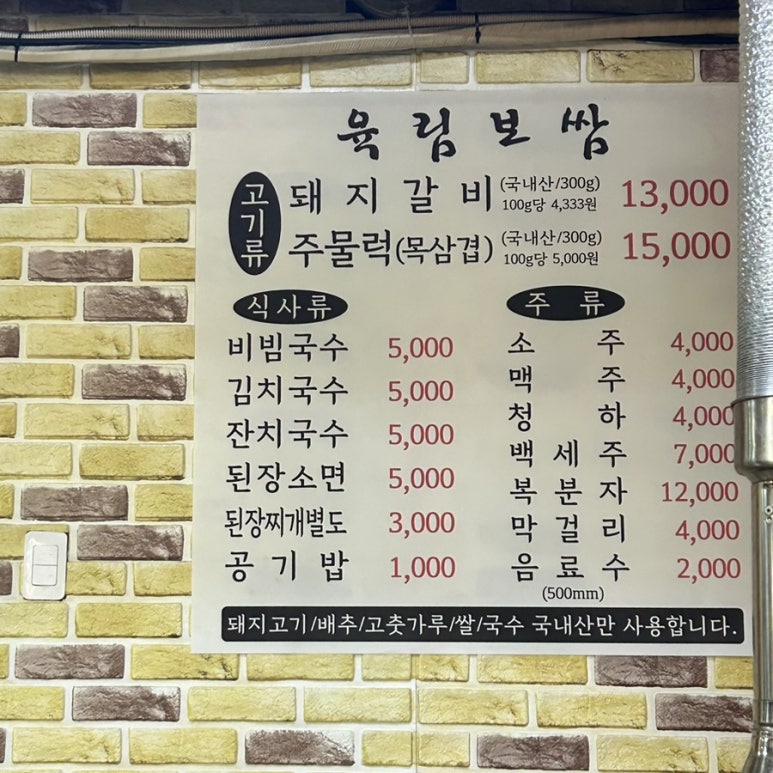 육림보쌈
고기류
돼지갈비 (국내산/300g) 100g당 4,333원 13,000
주물럭(목삼겹) (국내산/300g) 100g당 5,000원 15,000
식사류
비빔국수 5,000
김치국수 5,000
잔치국수 5,000
된장소면 5,000
된장찌개별도 3,000
공기밥 1,000
주류
소주 4,000
맥주 4,000
청하 4,000
백세주 7,000
복분자 12,000
막걸리 4,000
음료수 2,000
(500mm)
돼지고기/배추/고춧가루/쌀/국수 국내산만 사용합니다.